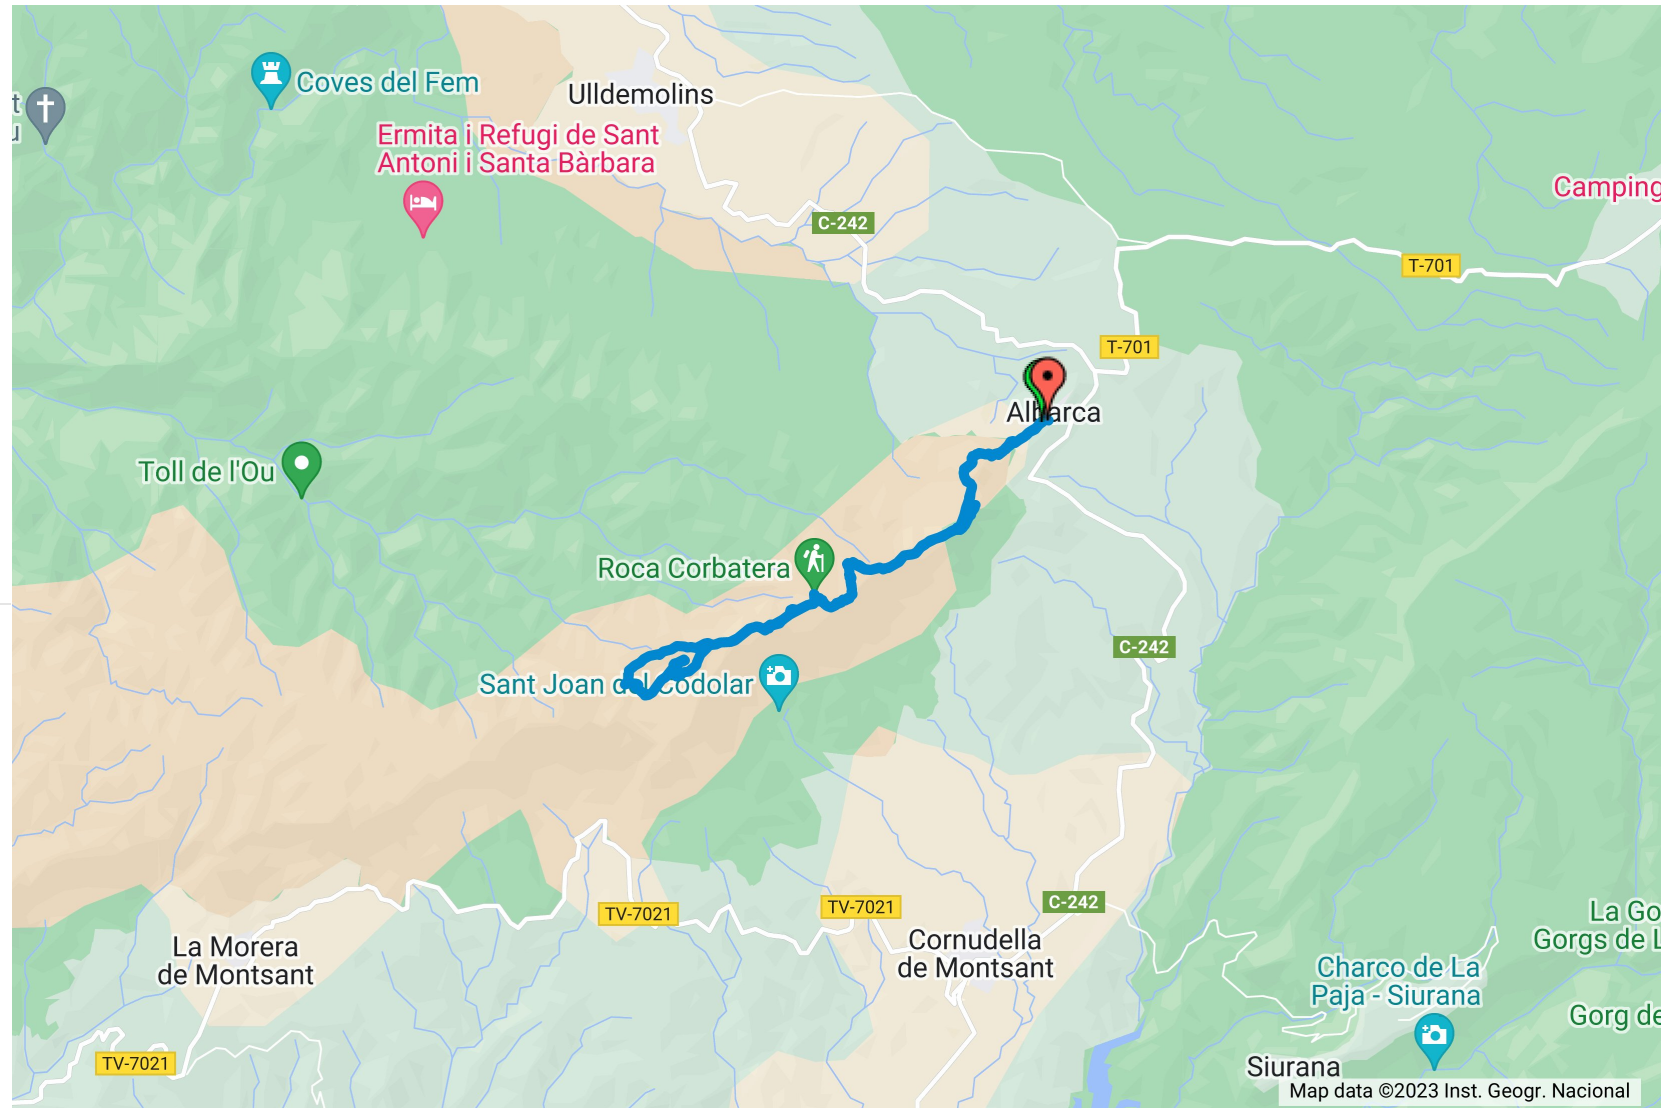 Coves del Fem
Ulldemolins
t
u
Ermita i Refugi de Sant
Antoni i Santa Bàrbara
Camping
C-242
T-701
T-701
Albarca
Toll de l'Ou
Roca Corbatera
C-242
Sant Joan del Codolar
TV-7021
TV-7021
C-242
La Go
Gorgs de L
La Morera
de Montsant
Cornudella
de Montsant
Charco de La
Paja - Siurana
Gorg de
TV-7021
Siurana
Map data ©2023 Inst. Geogr. Nacional